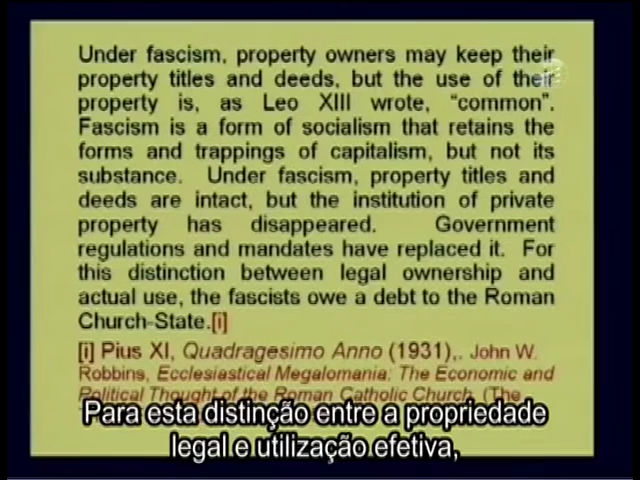 Under fascism, property owners may keep their
property titles and deeds, but the use of their
property is, as Leo XIII wrote, “common”.
Fascism is a form of socialism that retains the
forms and trappings of capitalism, but not its
substance. Under fascism, property titles and
deeds are intact, but the institution of private
property has disappeared. Government
regulations and mandates have replaced it. For
this distinction between legal ownership and
actual use, the fascists owe a debt to the Roman
Church-State.[i]
[i] Pius XI, Quadragesimo Anno (1931),. John W.
Robbins, Ecclesiastical Megalomania: The Economic and
Political Thought of the Roman Catholic Church, (The
Para esta distinção entre a propriedade
legal e utilização efetiva,